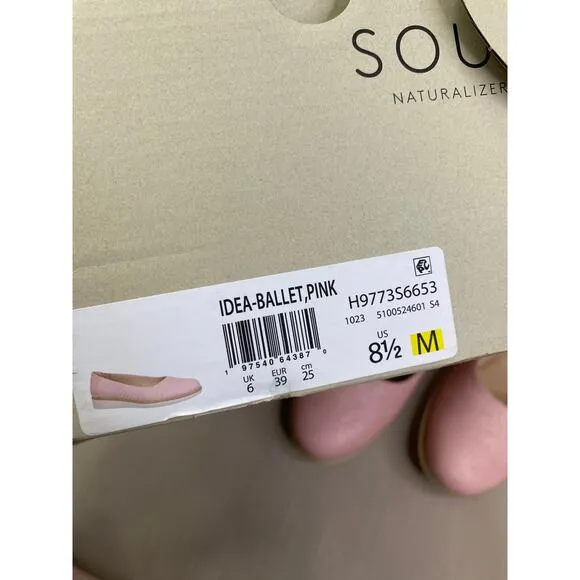 SOU
NATURALIZER
IDEA-BALLET,PINK
H9773S6653
1023 5100524601 S4
1 97540 64387 0
UK EUR cm
6 39 25
US
8½ M